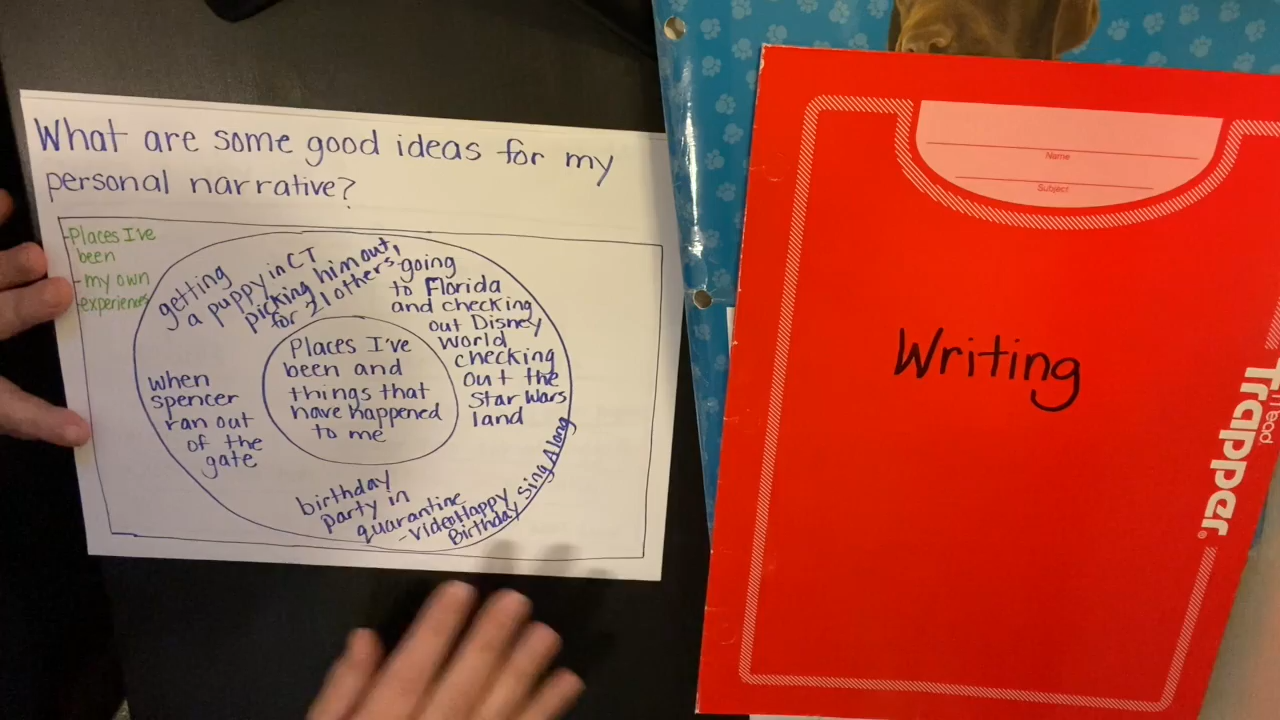 What are some good ideas for my
personal narrative?
-Places I've
been
-my own
-experiences
getting
a puppy in CT
picking him out,
for 21 others,
-going
to Florida
and checking
out Disney
world
checking
out the
Star Wars
land
Places I've
been and
things that
have happened
to me
when
spencer
ran out
of the
gate
birthday
party in
quarantine
-video Happy
Birthday Sing Along
Name
Subject
Writing
Trapper